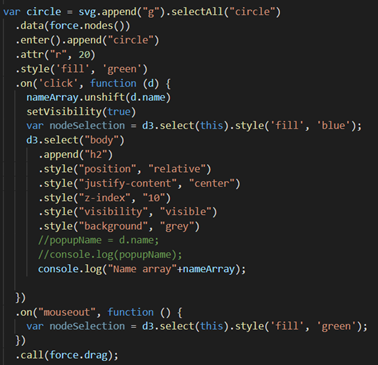 var circle = svg.append("g").selectAll("circle")
.data(force.nodes())
.enter().append("circle")
.attr("r", 20)
.style('fill', 'green')
.on('click', function (d) {
nameArray.unshift(d.name)
setVisibility(true)
var nodeSelection = d3.select(this).style('fill', 'blue');
d3.select("body")
.append("h2")
.style("position", "relative")
.style("justify-content", "center")
.style("z-index", "10")
.style("visibility", "visible")
.style("background", "grey")
//popupName = d.name;
//console.log(popupName);
console.log("Name array"+nameArray);
})
.on("mouseout", function () {
var nodeSelection = d3.select(this).style('fill', 'green');
})
.call(force.drag);